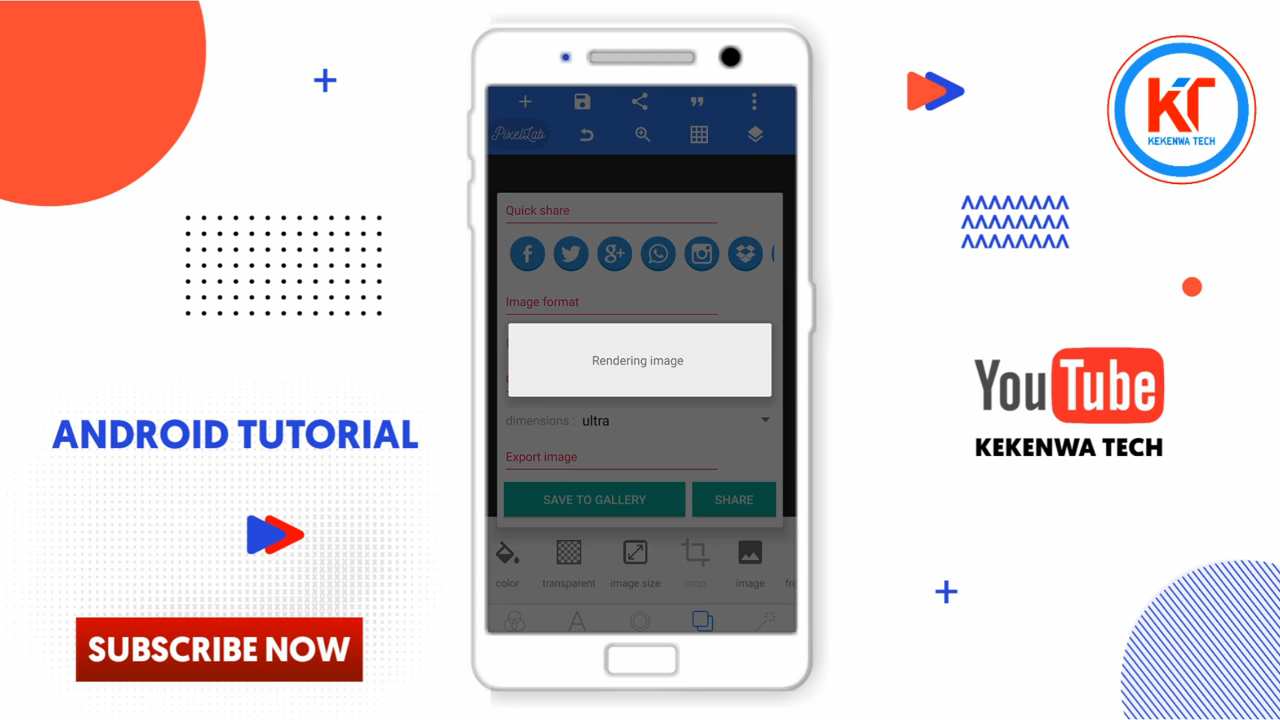 PixelLab
Quick share
Image format
Rendering image
dimensions : ultra
Export image
SAVE TO GALLERY
SHARE
color
transparent
image size
crop
image
ANDROID TUTORIAL
SUBSCRIBE NOW
KT
KEKENWA TECH
YouTube
KEKENWA TECH